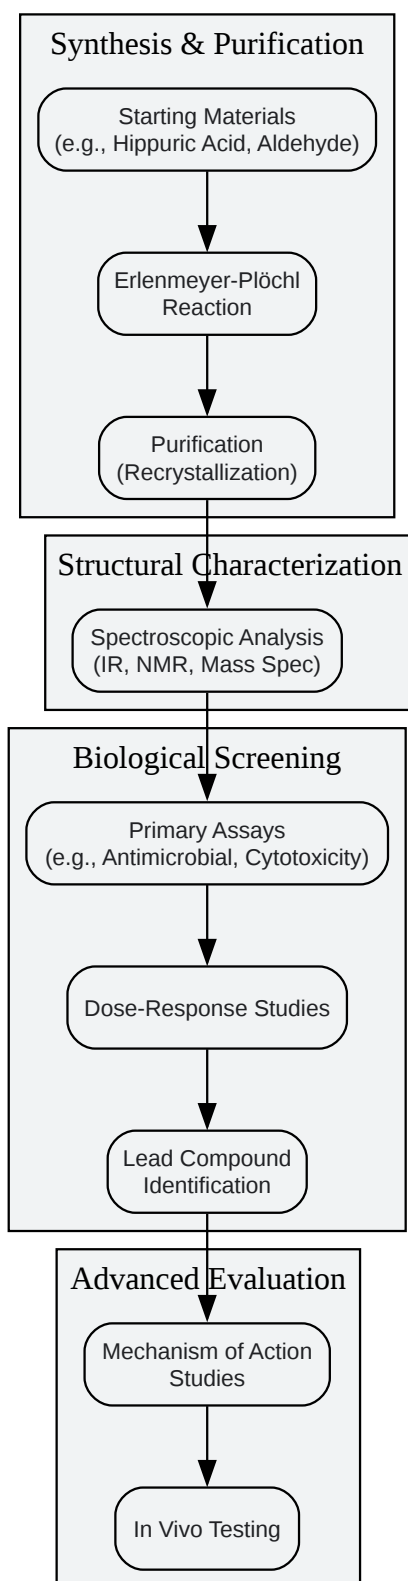 Synthesis & Purification
Starting Materials
(e.g., Hippuric Acid, Aldehyde)
Erlenmeyer-Plöchl
Reaction
Purification
(Recrystallization)
Structural Characterization
Spectroscopic Analysis
(IR, NMR, Mass Spec)
Biological Screening
Primary Assays
(e.g., Antimicrobial, Cytotoxicity)
Dose-Response Studies
Lead Compound
Identification
Advanced Evaluation
Mechanism of Action
Studies
In Vivo Testing